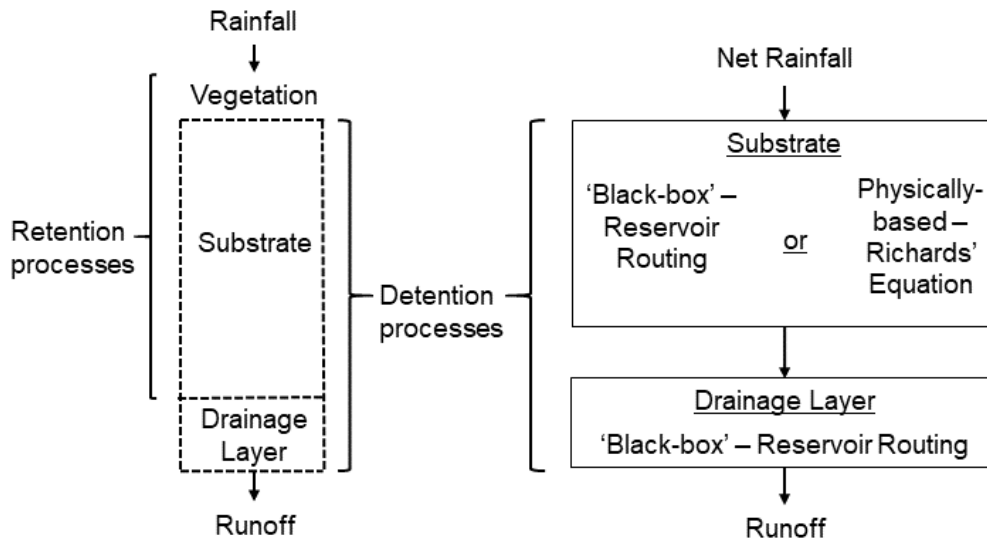 Rainfall
Vegetation
Retention
processes
Substrate
Drainage
Layer
Runoff
Detention
processes
Net Rainfall
Substrate
‘Black-box’ –
Reservoir
Routing
or
Physically-
based –
Richards’
Equation
Drainage Layer
‘Black-box’ – Reservoir Routing
Runoff